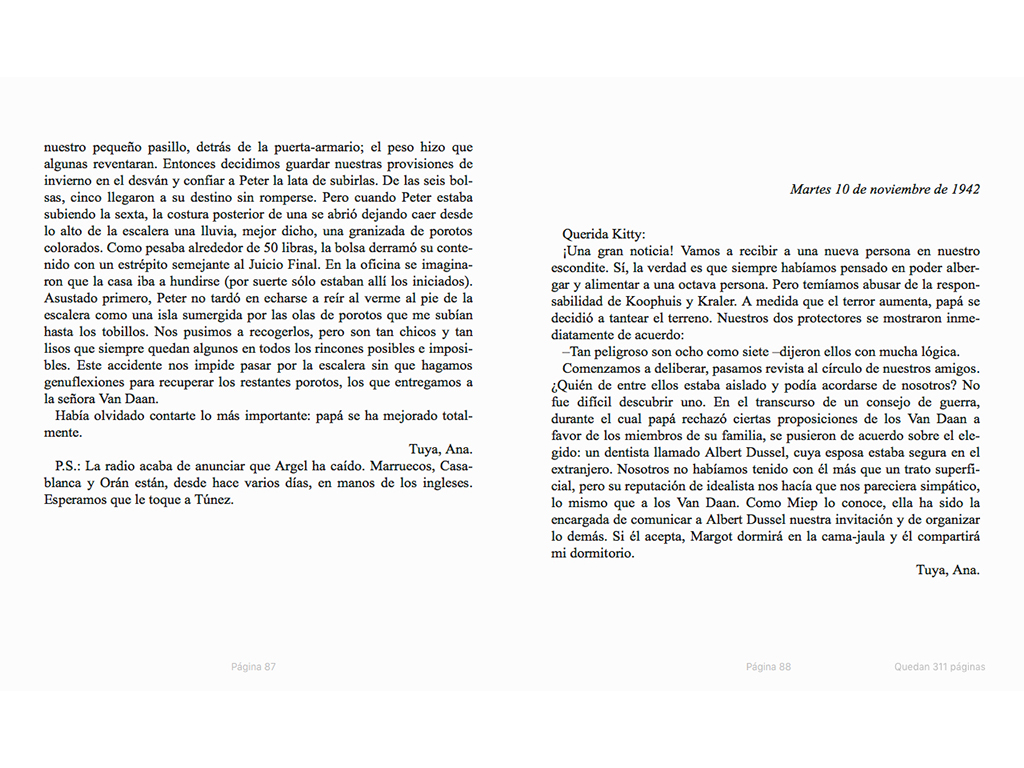 nuestro pequeño pasillo, detrás de la puerta-armario; el peso hizo que
algunas reventaran. Entonces decidimos guardar nuestras provisiones de
invierno en el desván y confiar a Peter la lata de subirlas. De las seis bol-
sas, cinco llegaron a su destino sin romperse. Pero cuando Peter estaba
subiendo la sexta, la costura posterior de una se abrió dejando caer desde
lo alto de la escalera una lluvia, mejor dicho, una granizada de porotos
colorados. Como pesaba alrededor de 50 libras, la bolsa derramó su conte-
nido con un estrépito semejante al Juicio Final. En la oficina se imagina-
ron que la casa iba a hundirse (por suerte sólo estaban allí los iniciados).
Asustado primero, Peter no tardó en echarse a reír al verme al pie de la
escalera como una isla sumergida por las olas de porotos que me subían
hasta los tobillos. Nos pusimos a recogerlos, pero son tan chicos y tan
lisos que siempre quedan algunos en todos los rincones posibles e imposi-
bles. Este accidente nos impide pasar por la escalera sin que hagamos
genuflexiones para recuperar los restantes porotos, los que entregamos a
la señora Van Daan.
Había olvidado contarte lo más importante: papá se ha mejorado total-
mente.
Tuya, Ana.
P.S.: La radio acaba de anunciar que Argel ha caído. Marruecos, Casa-
blanca y Orán están, desde hace varios días, en manos de los ingleses.
Esperamos que le toque a Túnez.
Página 87
Martes 10 de noviembre de 1942
Querida Kitty:
¡Una gran noticia! Vamos a recibir a una nueva persona en nuestro
escondite. Sí, la verdad es que siempre habíamos pensado en poder alber-
gar y alimentar a una octava persona. Pero temíamos abusar de la respon-
sabilidad de Koophuis y Kraler. A medida que el terror aumenta, papá se
decidió a tantear el terreno. Nuestros dos protectores se mostraron inme-
diatamente de acuerdo:
–Tan peligroso son ocho como siete –dijeron ellos con mucha lógica.
Comenzamos a deliberar, pasamos revista al círculo de nuestros amigos.
¿Quién de entre ellos estaba aislado y podía acordarse de nosotros? No
fue difícil descubrir uno. En el transcurso de un consejo de guerra,
durante el cual papá rechazó ciertas proposiciones de los Van Daan a
favor de los miembros de su familia, se pusieron de acuerdo sobre el ele-
gido: un dentista llamado Albert Dussel, cuya esposa estaba segura en el
extranjero. Nosotros no habíamos tenido con él más que un trato superfi-
cial, pero su reputación de idealista nos hacía que nos pareciera simpático,
lo mismo que a los Van Daan. Como Miep lo conoce, ella ha sido la
encargada de comunicar a Albert Dussel nuestra invitación y de organizar
lo demás. Si él acepta, Margot dormirá en la cama-jaula y él compartirá
mi dormitorio.
Tuya, Ana.
Página 88
Quedan 311 páginas